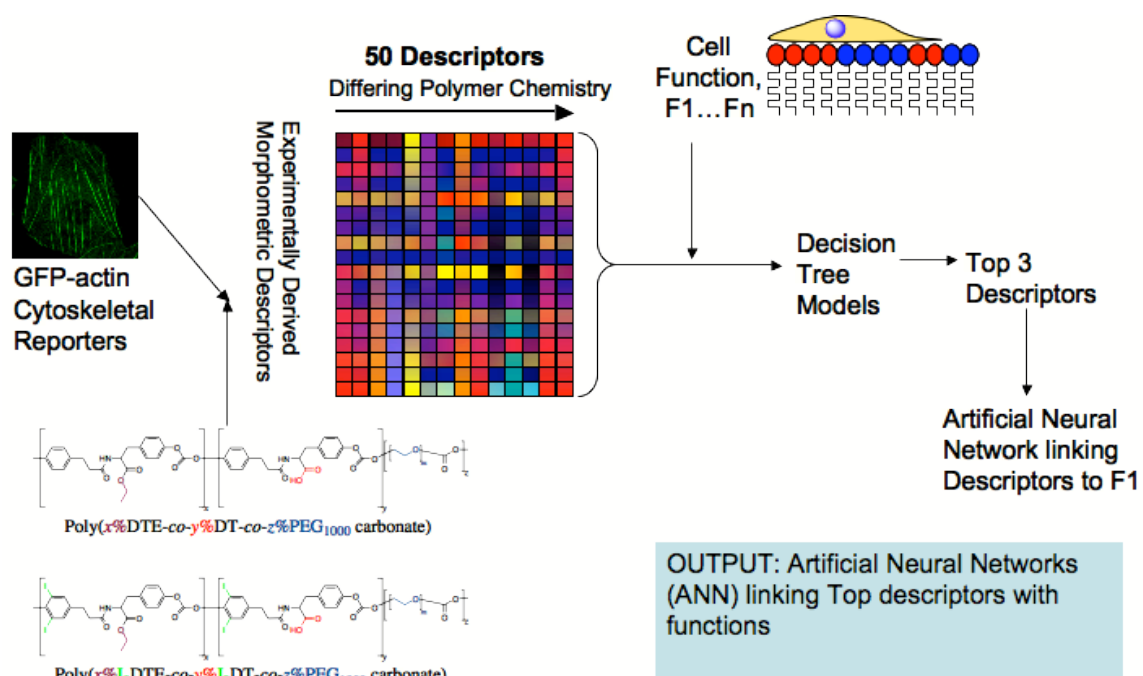 50 Descriptors
Differing Polymer Chemistry
Cell
Function,
F1...Fn
Experimentally Derived
Morphometric Descriptors
GFP-actin
Cytoskeletal
Reporters
Decision
Tree
Models
Top 3
Descriptors
Artificial Neural
Network linking
Descriptors to F1
Poly(x%DTE-co-y%DT-co-z%PEG1000 carbonate)
OUTPUT: Artificial Neural Networks
(ANN) linking Top descriptors with
functions